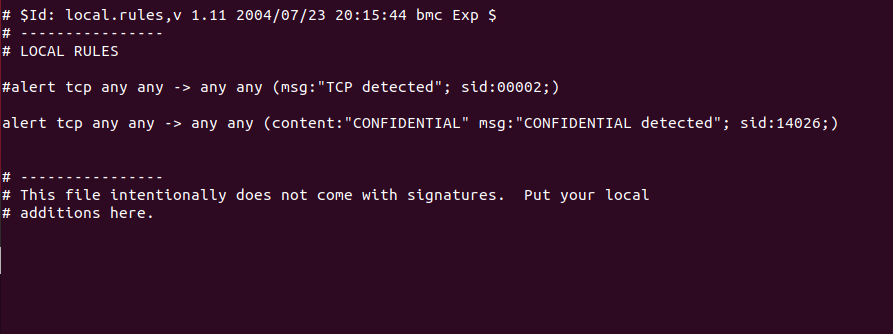 # $Id: local.rules,v 1.11 2004/07/23 20:15:44 bmc Exp $
# ----------------
# LOCAL RULES
#alert tcp any any -> any any (msg:"TCP detected"; sid:00002;)
alert tcp any any -> any any (content:"CONFIDENTIAL" msg:"CONFIDENTIAL detected"; sid:14026;)
# ----------------
# This file intentionally does not come with signatures.  Put your local
# additions here.